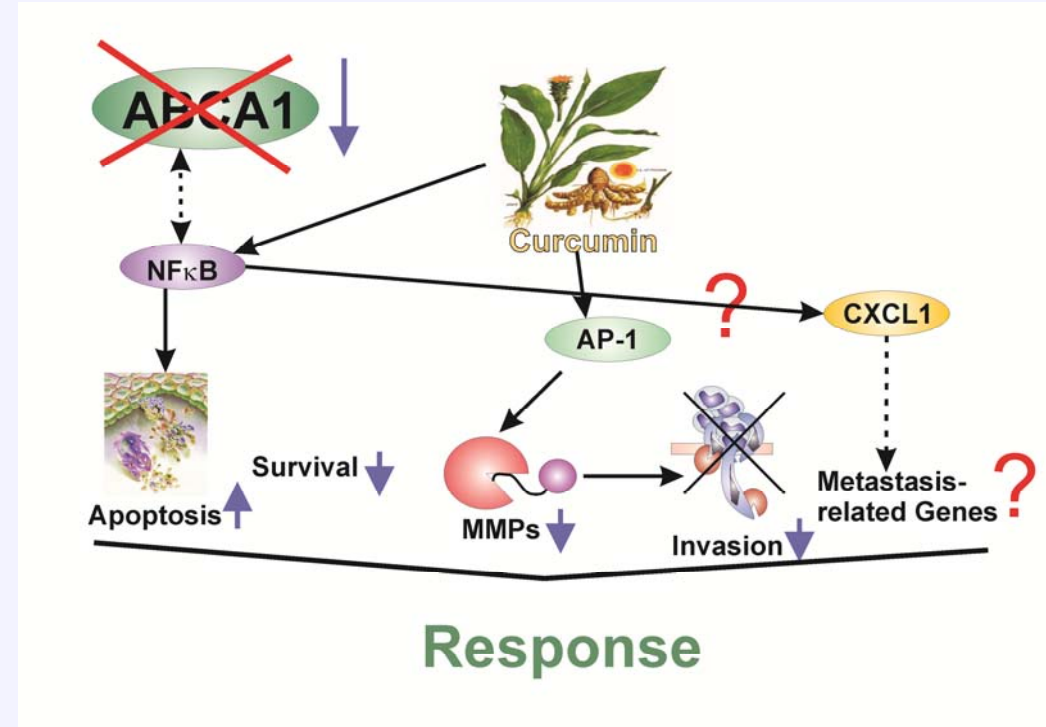 ABCA1
Curcumin
NFκB
?
CXCL1
AP-1
Survival
Apoptosis
MMPs
Invasion
Metastasis-
related Genes
?
Response